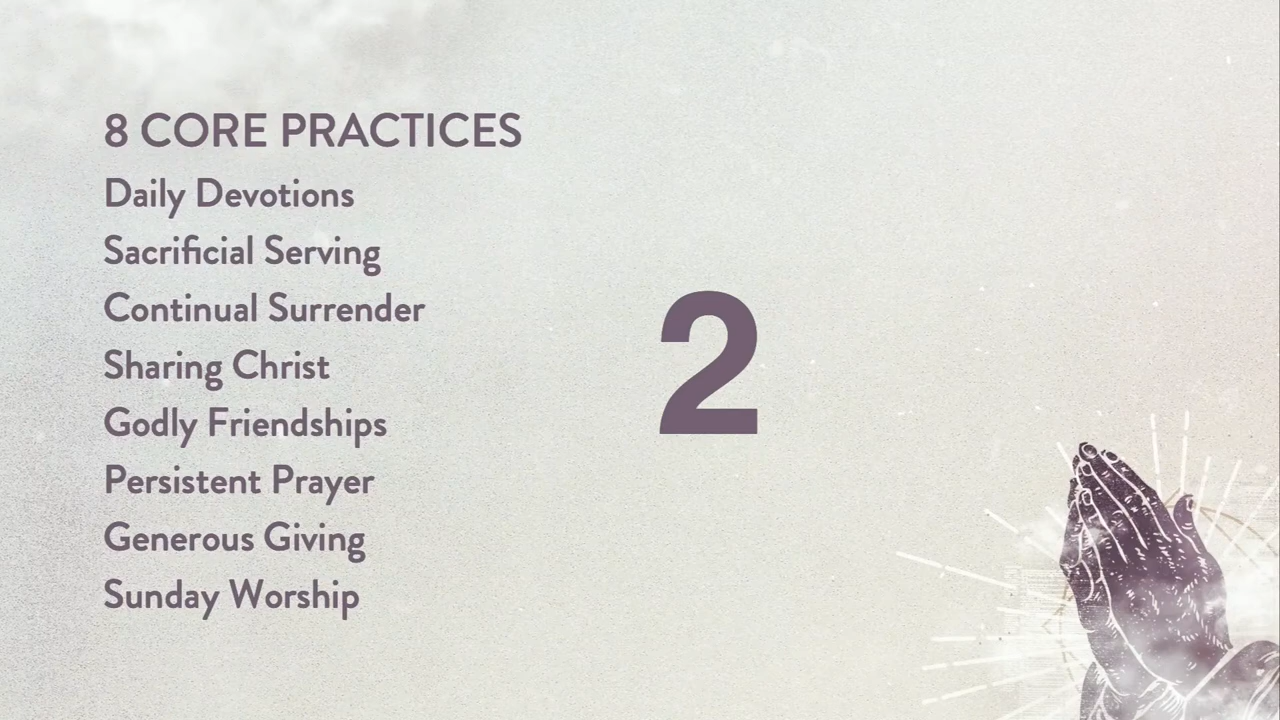 8 CORE PRACTICES
Daily Devotions
Sacrificial Serving
Continual Surrender
Sharing Christ
Godly Friendships
Persistent Prayer
Generous Giving
Sunday Worship
2